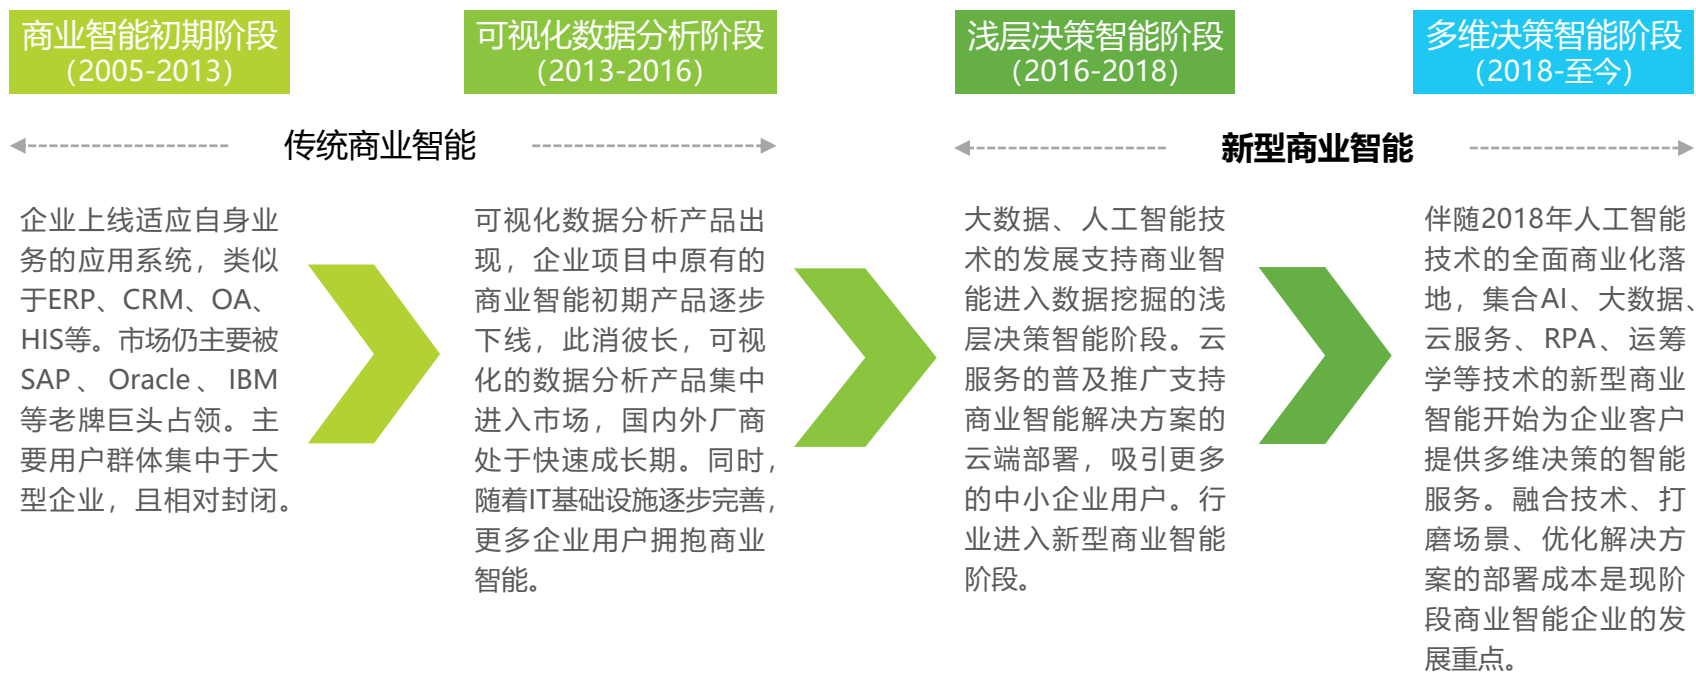 商业智能初期阶段
（2005-2013）
可视化数据分析阶段
（2013-2016）
浅层决策智能阶段
（2016-2018）
多维决策智能阶段
（2018-至今）
传统商业智能
新型商业智能
企业上线适应自身业
务的应用系统，类似
于ERP、CRM、OA、
HIS等。市场仍主要被
SAP、Oracle、IBM
等老牌巨头占领。主
要用户群体集中于大
型企业，且相对封闭。
可视化数据分析产品出
现，企业项目中原有的
商业智能初期产品逐步
下线，此消彼长，可视
化的数据分析产品集中
进入市场，国内外厂商
处于快速成长期。同时，
随着IT基础设施逐步完善，
更多企业用户拥抱商业
智能。
大数据、人工智能技
术的发展支持商业智
能进入数据挖掘的浅
层决策智能阶段。云
服务的普及推广支持
商业智能解决方案的
云端部署，吸引更多
的中小企业用户。行
业进入新型商业智能
阶段。
伴随2018年人工智能
技术的全面商业化落
地，集合AI、大数据、
云服务、RPA、运筹
学等技术的新型商业
智能开始为企业客户
提供多维决策的智能
服务。融合技术、打
磨场景、优化解决方
案的部署成本是现阶
段商业智能企业的发
展重点。